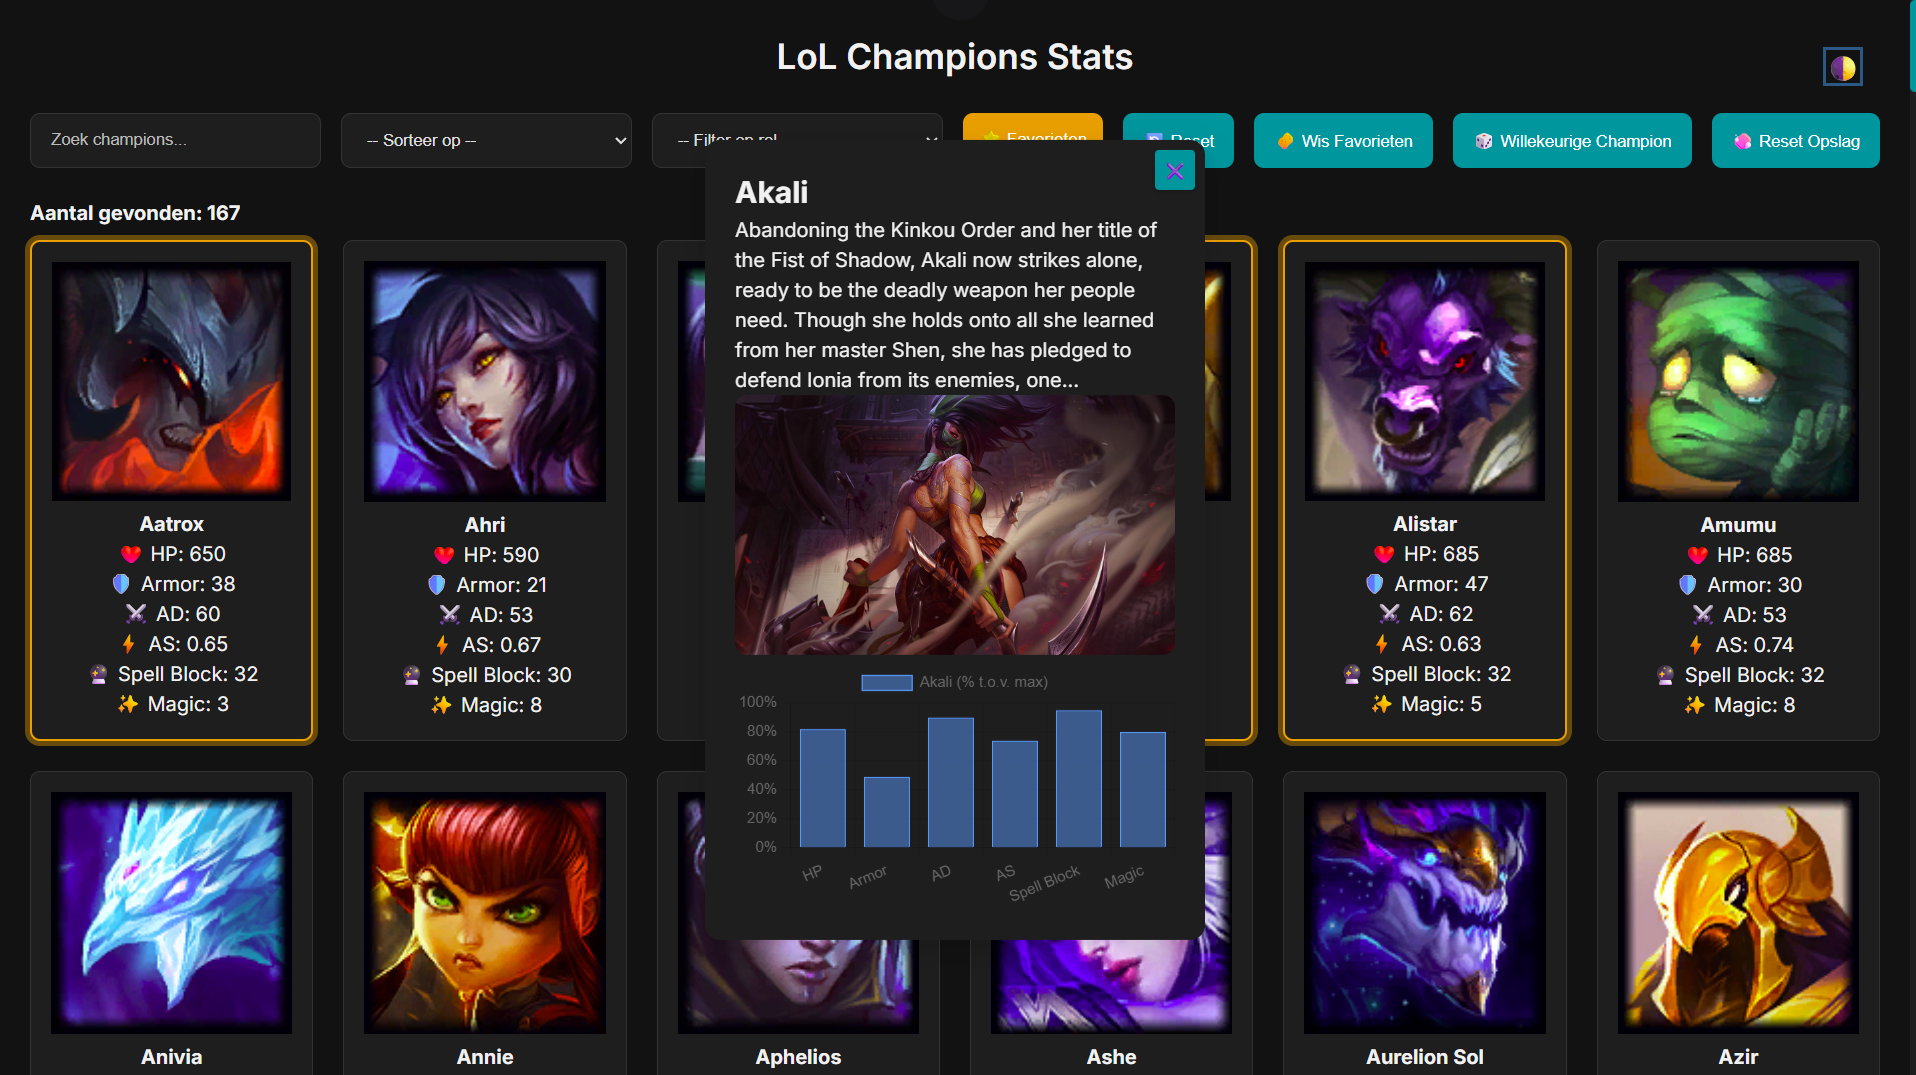 LoL Champions Stats
Zoek champions...
-- Sorteer op --
-- Filter op rol
Favorieten
Reset
Wis Favorieten
Willekeurige Champion
Reset Opslag
Aantal gevonden: 167
Akali
Abandoning the Kinkou Order and her title of
the Fist of Shadow, Akali now strikes alone,
ready to be the deadly weapon her people
need. Though she holds onto all she learned
from her master Shen, she has pledged to
defend Ionia from its enemies, one...
Akali (% t.o.v. max)
100%
80%
60%
40%
20%
0%
HP
Armor
AD
AS
Spell Block
Magic
Aatrox
HP: 650
Armor: 38
AD: 60
AS: 0.65
Spell Block: 32
Magic: 3
Ahri
HP: 590
Armor: 21
AD: 53
AS: 0.67
Spell Block: 30
Magic: 8
Alistar
HP: 685
Armor: 47
AD: 62
AS: 0.63
Spell Block: 32
Magic: 5
Amumu
HP: 685
Armor: 30
AD: 53
AS: 0.74
Spell Block: 32
Magic: 8
Anivia
Annie
Aphelios
Ashe
Aurelion Sol
Azir